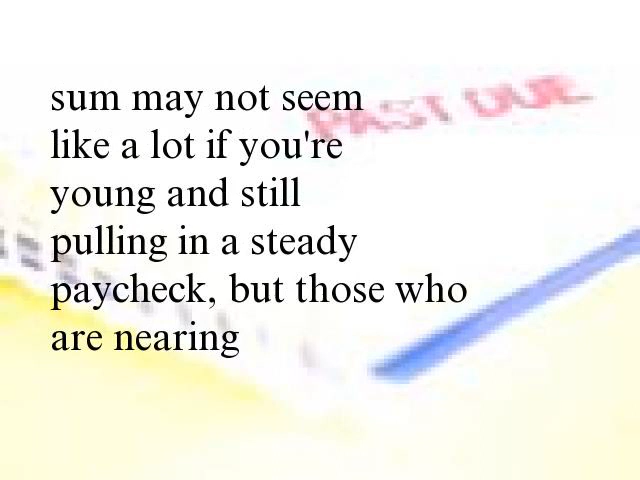 sum may not seem
PAST DUE
like a lot if you're
young and still
pulling in a steady
paycheck, but those who
are nearing